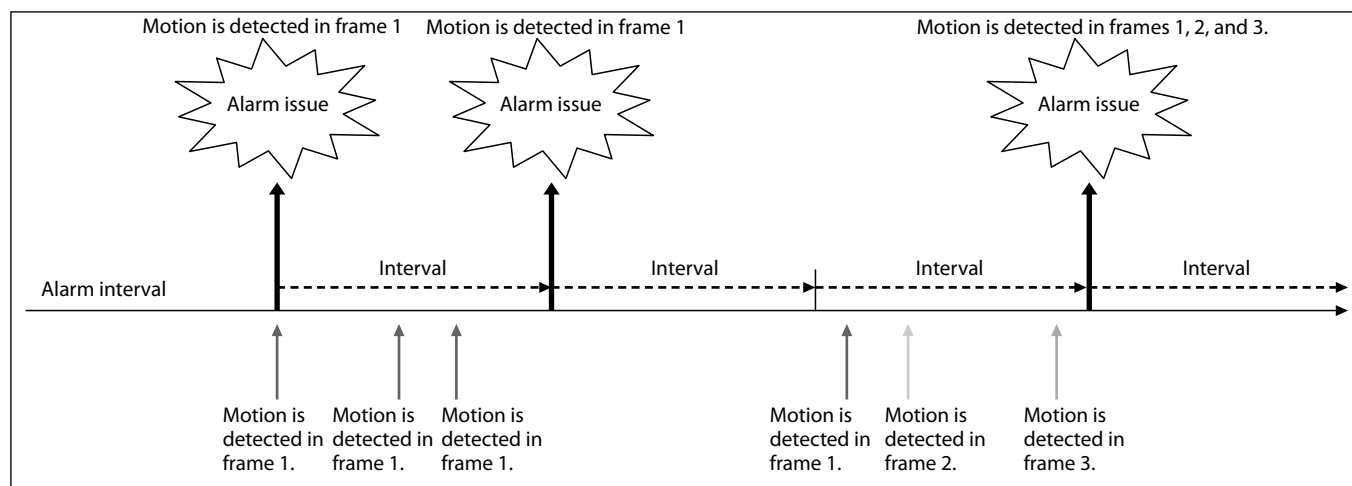 Motion is detected in frame 1
Motion is detected in frame 1
Motion is detected in frames 1, 2, and 3.
Alarm issue
Alarm issue
Alarm issue
Interval
Interval
Interval
Interval
Alarm interval
Motion is
detected in
frame 1.
Motion is
detected in
frame 1.
Motion is
detected in
frame 1.
Motion is
detected in
frame 1.
Motion is
detected in
frame 2.
Motion is
detected in
frame 3.